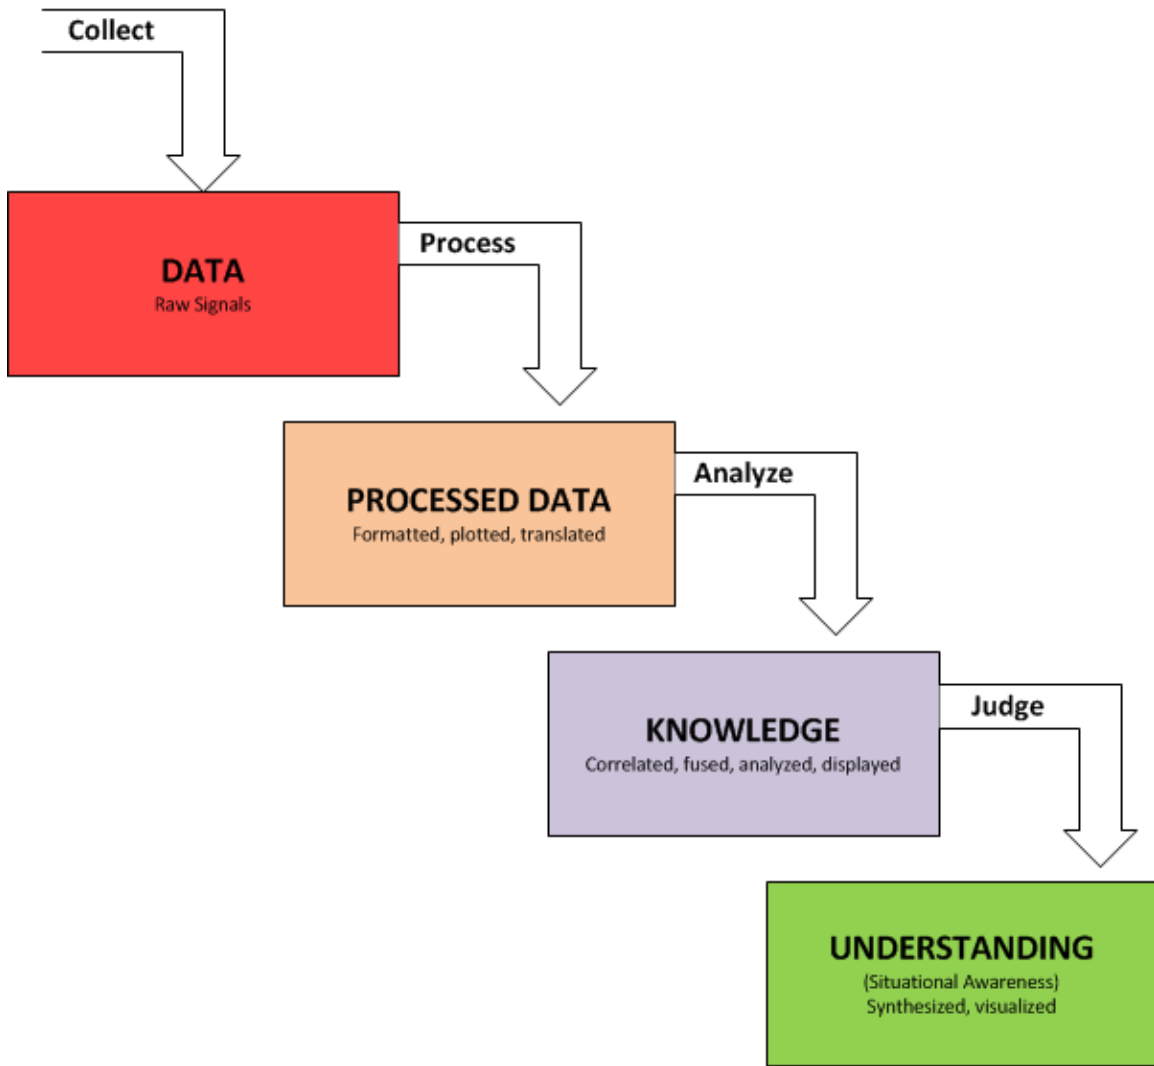 Collect
DATA
Raw Signals
Process
PROCESSED DATA
Formatted, plotted, translated
Analyze
KNOWLEDGE
Correlated, fused, analyzed, displayed
Judge
UNDERSTANDING
(Situational Awareness)
Synthesized, visualized